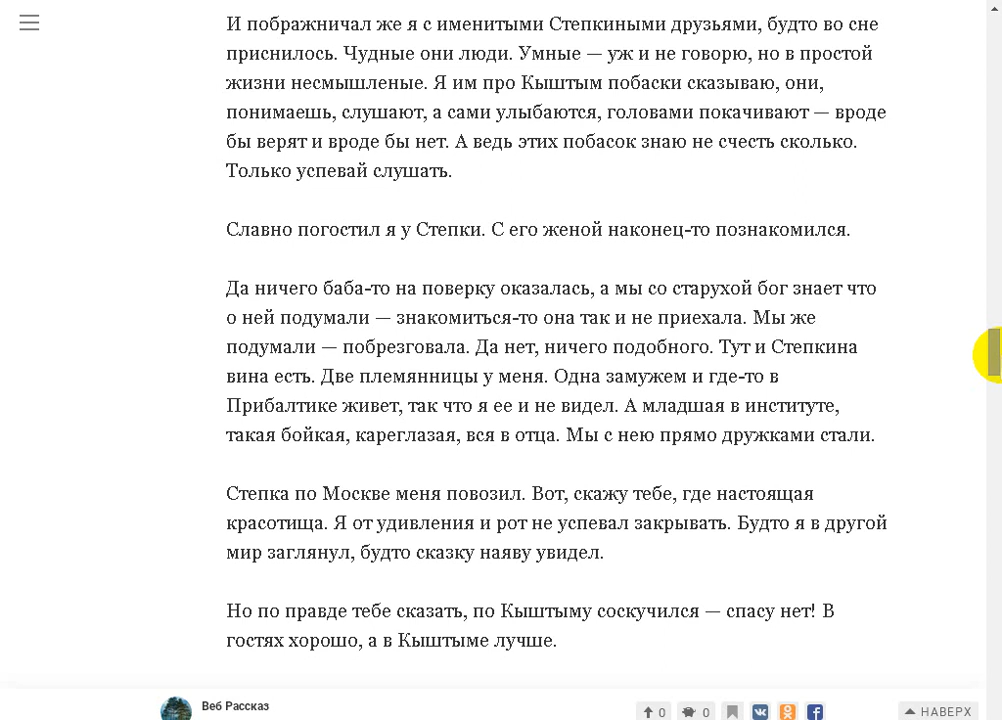 И пображничал же я с именитыми Степкиными друзьями, будто во сне
приснилось. Чудные они люди. Умные — уж и не говорю, но в простой
жизни несмышленые. Я им про Кыштым побаски сказываю, они,
понимаешь, слушают, а сами улыбаются, головами покачивают — вроде
бы верят и вроде бы нет. А ведь этих побасок знаю не счесть сколько.
Только успевай слушать.
Славно погостил я у Степки. С его женой наконец-то познакомился.
Да ничего баба-то на поверку оказалась, а мы со старухой бог знает что
о ней подумали — знакомиться-то она так и не приехала. Мы же
подумали — побрезговала. Да нет, ничего подобного. Тут и Степкина
вина есть. Две племянницы у меня. Одна замужем и где-то в
Прибалтике живет, так что я ее и не видел. А младшая в институте,
такая бойкая, кареглазая, вся в отца. Мы с нею прямо дружками стали.
Степка по Москве меня повозил. Вот, скажу тебе, где настоящая
красотища. Я от удивления и рот не успевал закрывать. Будто я в другой
мир заглянул, будто сказку наяву увидел.
Но по правде тебе сказать, по Кыштыму соскучился — спасу нет! В
гостях хорошо, а в Кыштыме лучше.
Веб Рассказ
0 0 НАВЕРХ